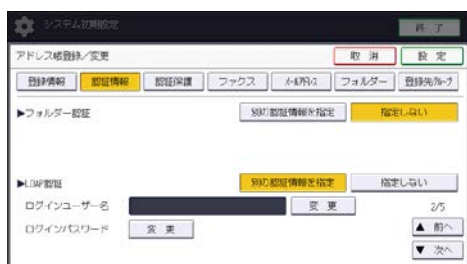 システム初期設定
終 了
アドレス帳登録/変更
取 消
設 定
登録情報
認証情報
認証保護
ファクス
メールアドレス
フォルダー
登録先グループ
▶フォルダー認証
別の認証情報を指定
指定しない
▶LDAP認証
別の認証情報を指定
指定しない
ログインユーザー名
変 更
2/5
ログインパスワード
変 更
▲ 前へ
▼ 次へ